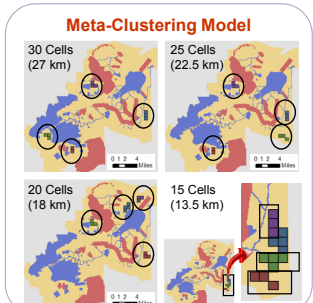 Meta-Clustering Model
30 Cells
(27 km)
0 1 2 4
Miles
25 Cells
(22.5 km)
0 1 2 4
Miles
20 Cells
(18 km)
0 1 2 4
Miles
15 Cells
(13.5 km)